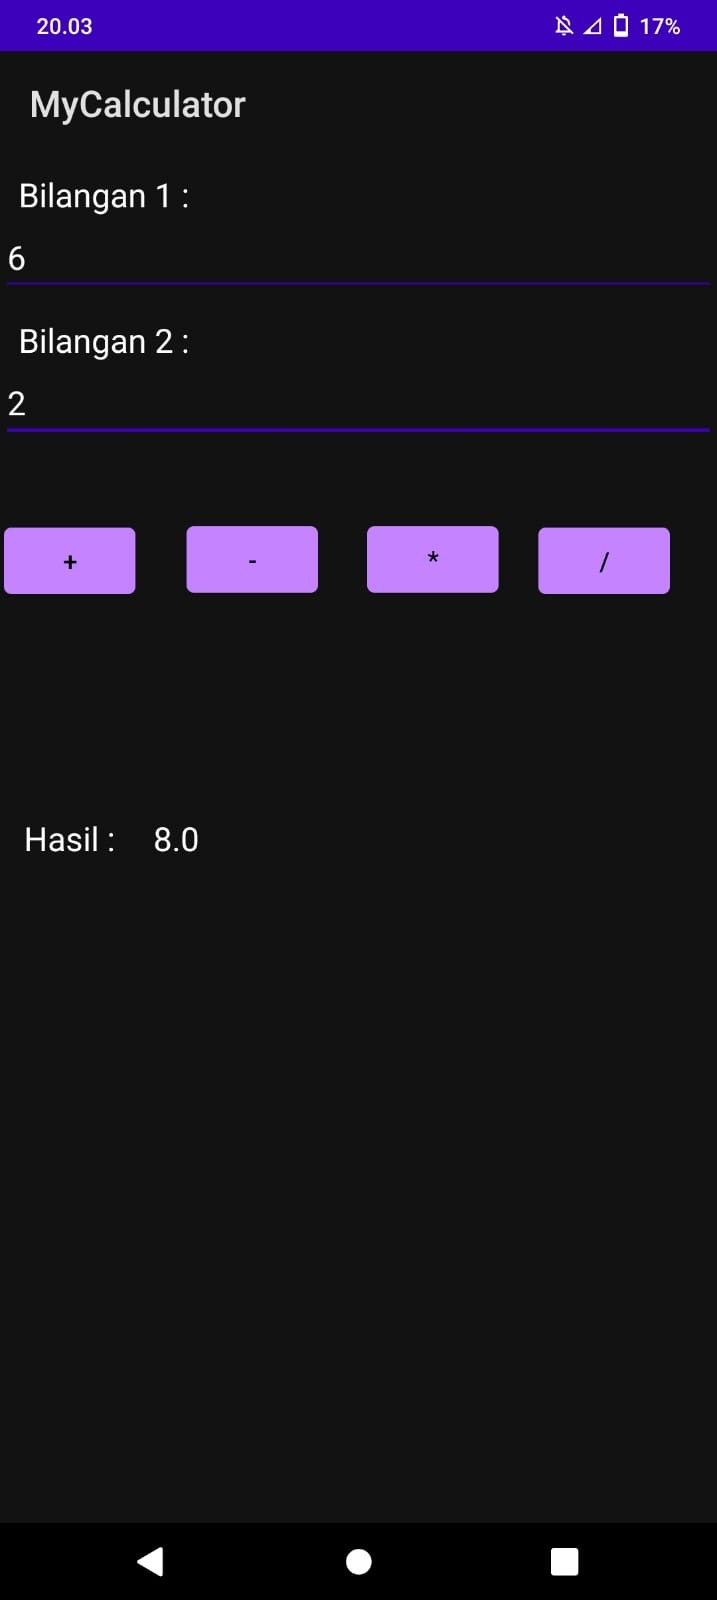 20.03 17%
MyCalculator
Bilangan 1 :
6
Bilangan 2 :
2
+ - * /
Hasil : 8.0